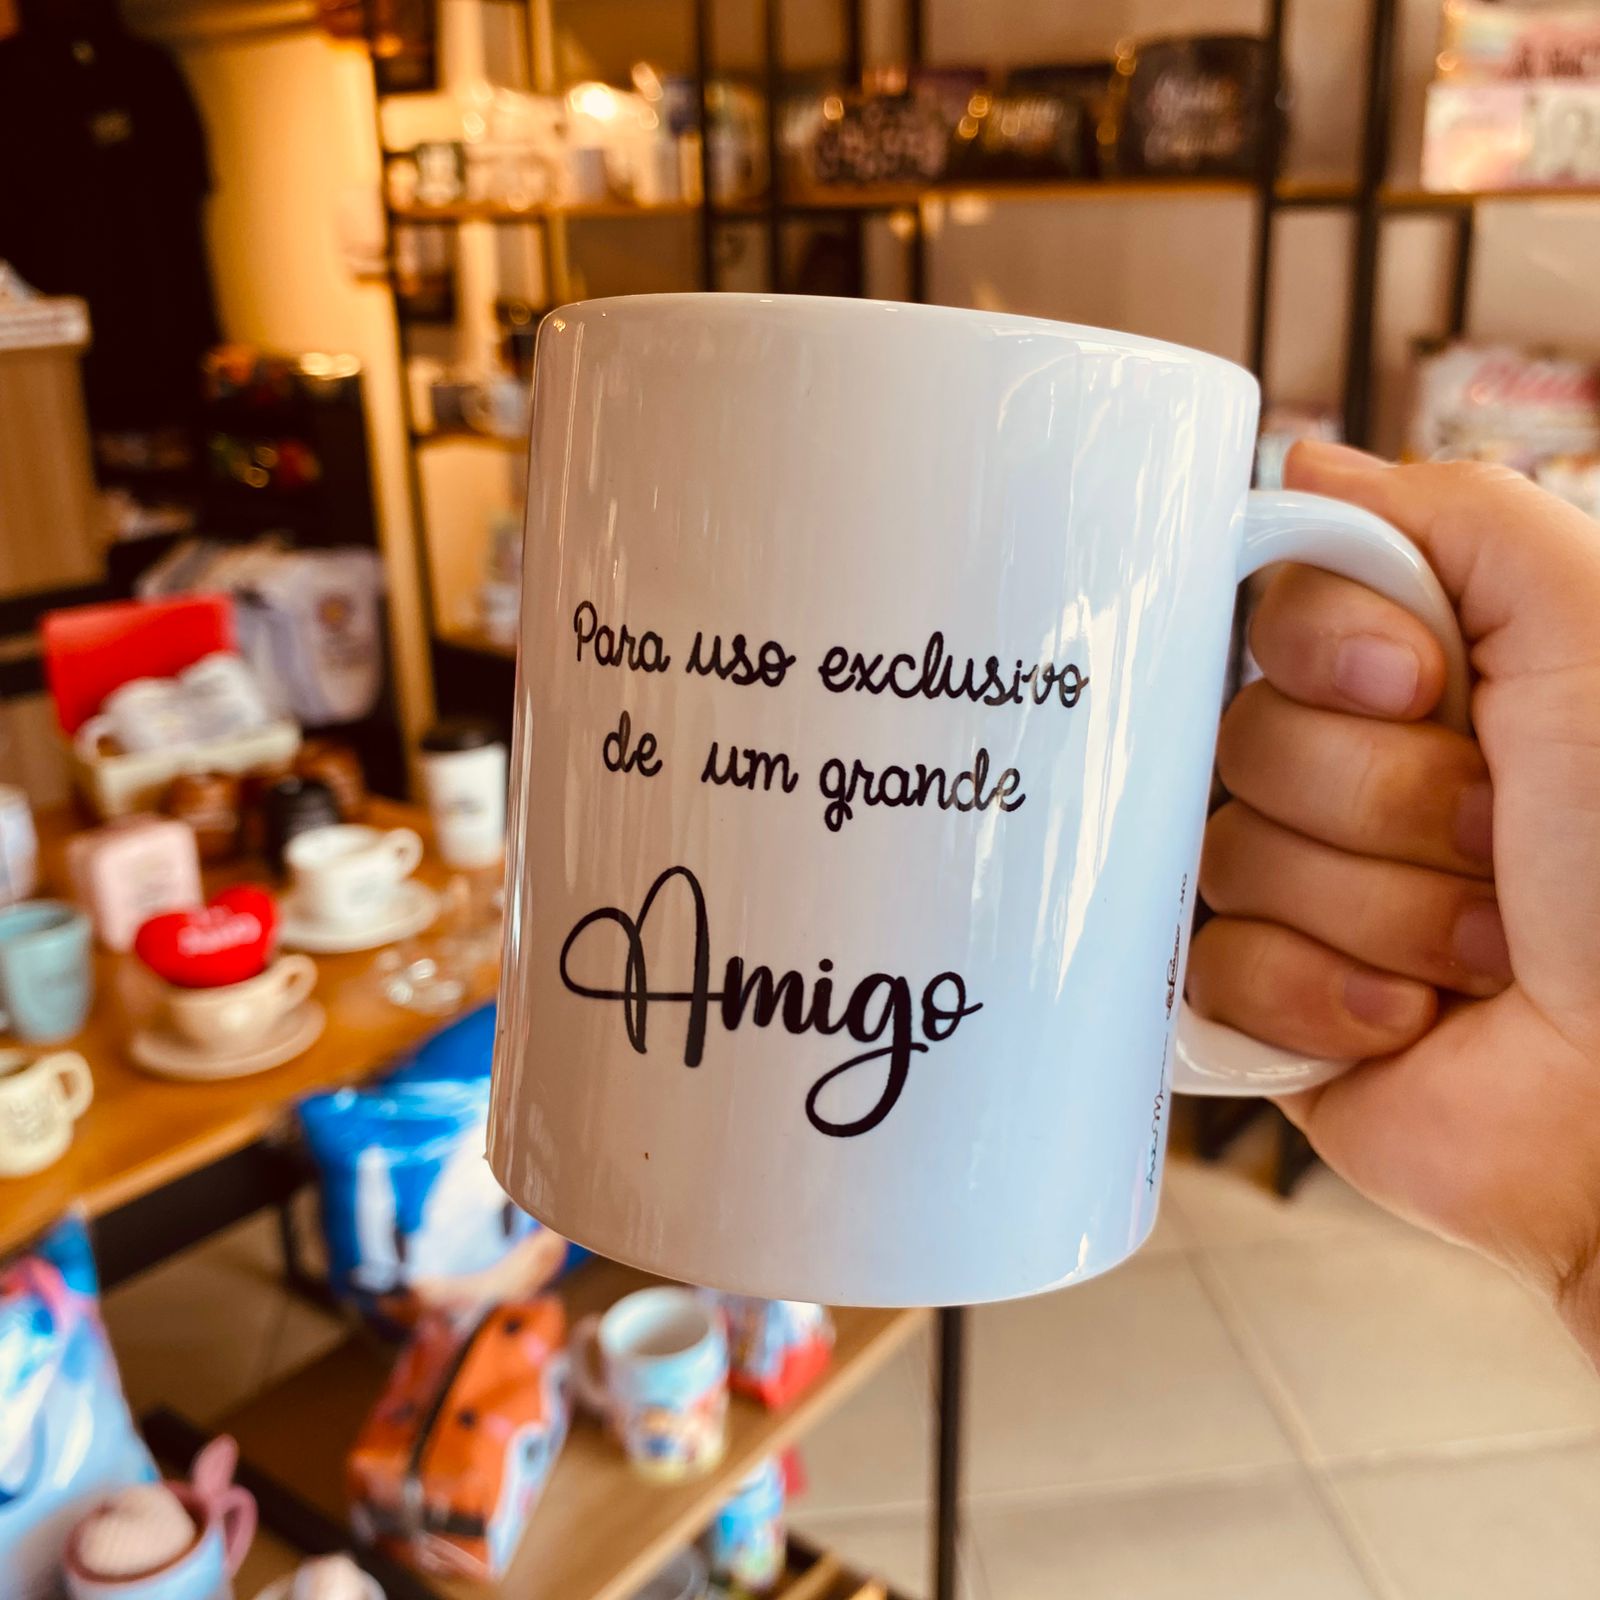 Para uso exclusivo
de um grande
Amigo